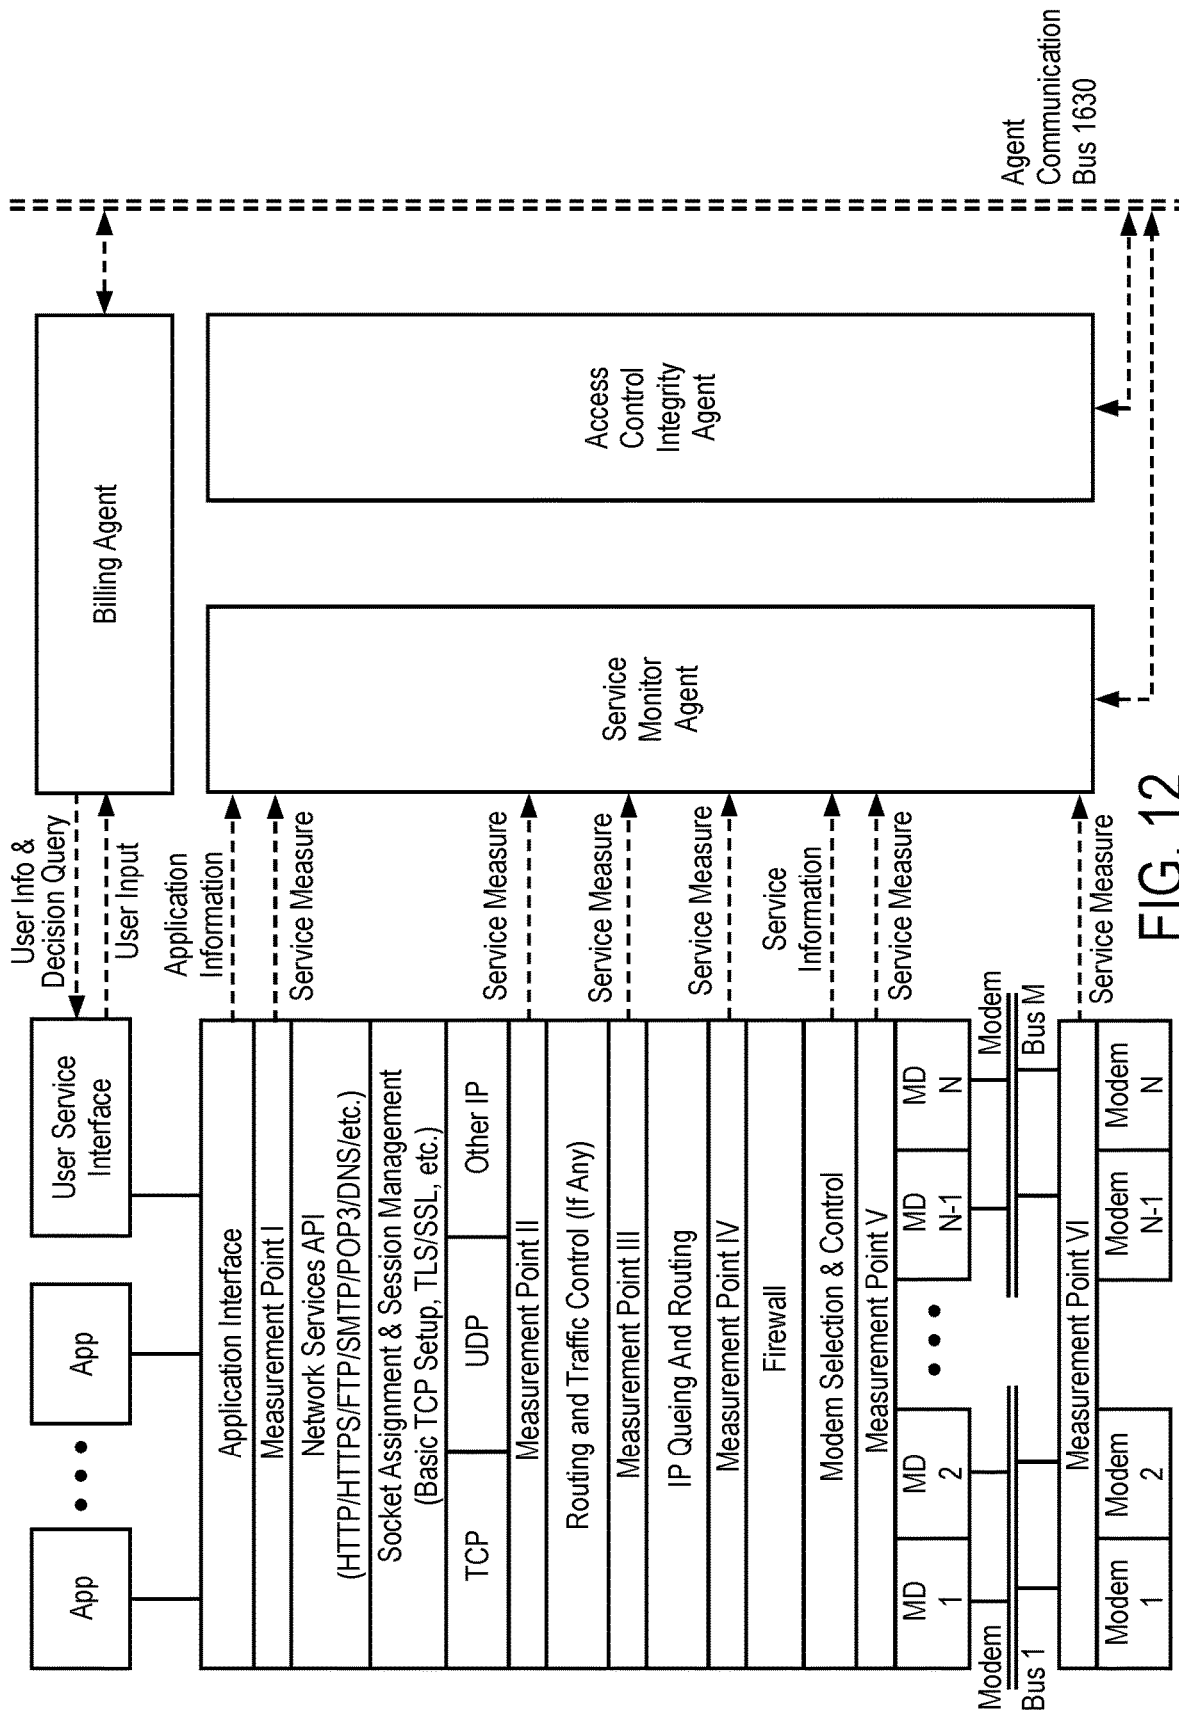 App
App
User Service
Interface
User Info &
Decision Query
User Input
Billing Agent
Application
Information
Application Interface
Measurement Point I
Service Measure
Network Services API
(HTTP/HTTPS/FTP/SMTP/POP3/DNS/etc.)
Socket Assignment & Session Management
(Basic TCP Setup, TLS/SSL, etc.)
TCP
UDP
Other IP
Measurement Point II
Service Measure
Routing and Traffic Control (If Any)
Measurement Point III
Service Measure
IP Queing And Routing
Measurement Point IV
Service Measure
Firewall
Service
Information
Modem Selection & Control
Measurement Point V
Service Measure
MD
1
MD
2
MD
N-1
MD
N
Modem
Bus 1
Modem
Bus M
Measurement Point VI
Service Measure
Modem
1
Modem
2
Modem
N-1
Modem
N
Service
Monitor
Agent
Access
Control
Integrity
Agent
Agent
Communication
Bus 1630
FIG. 12